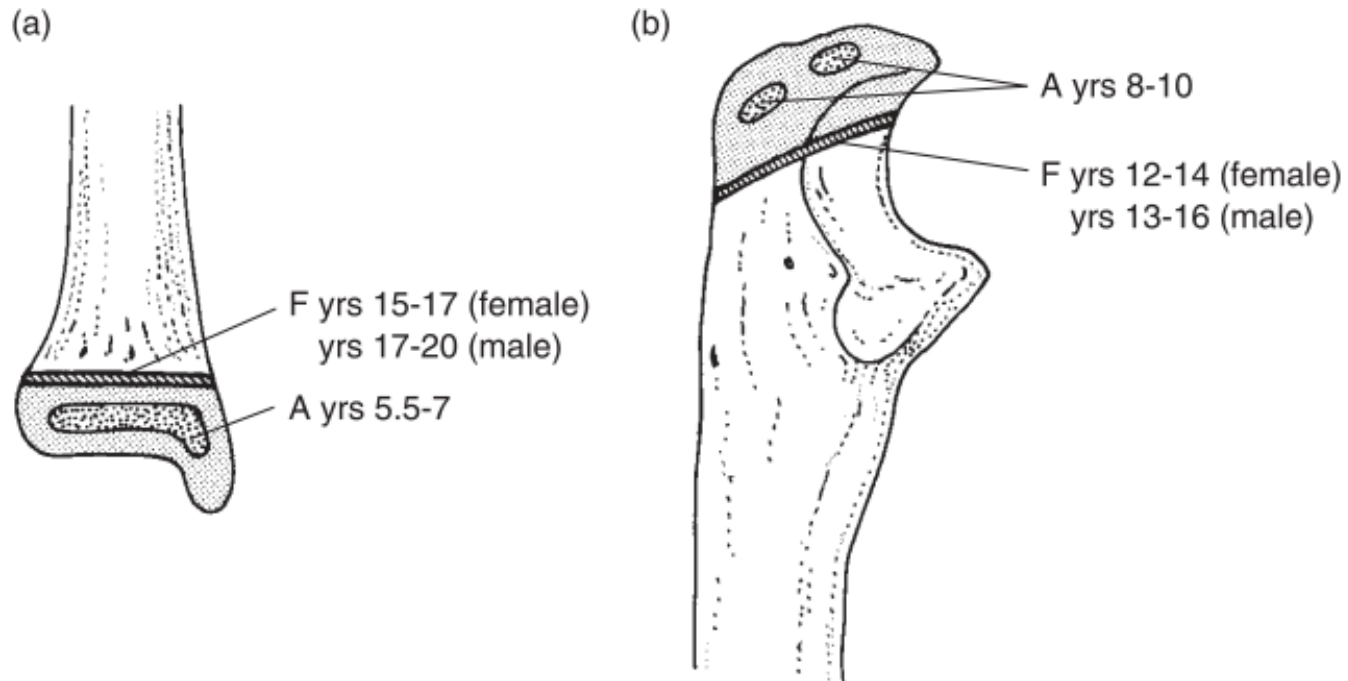 (a)
F yrs 15-17 (female)
yrs 17-20 (male)
A yrs 5.5-7
(b)
A yrs 8-10
F yrs 12-14 (female)
yrs 13-16 (male)